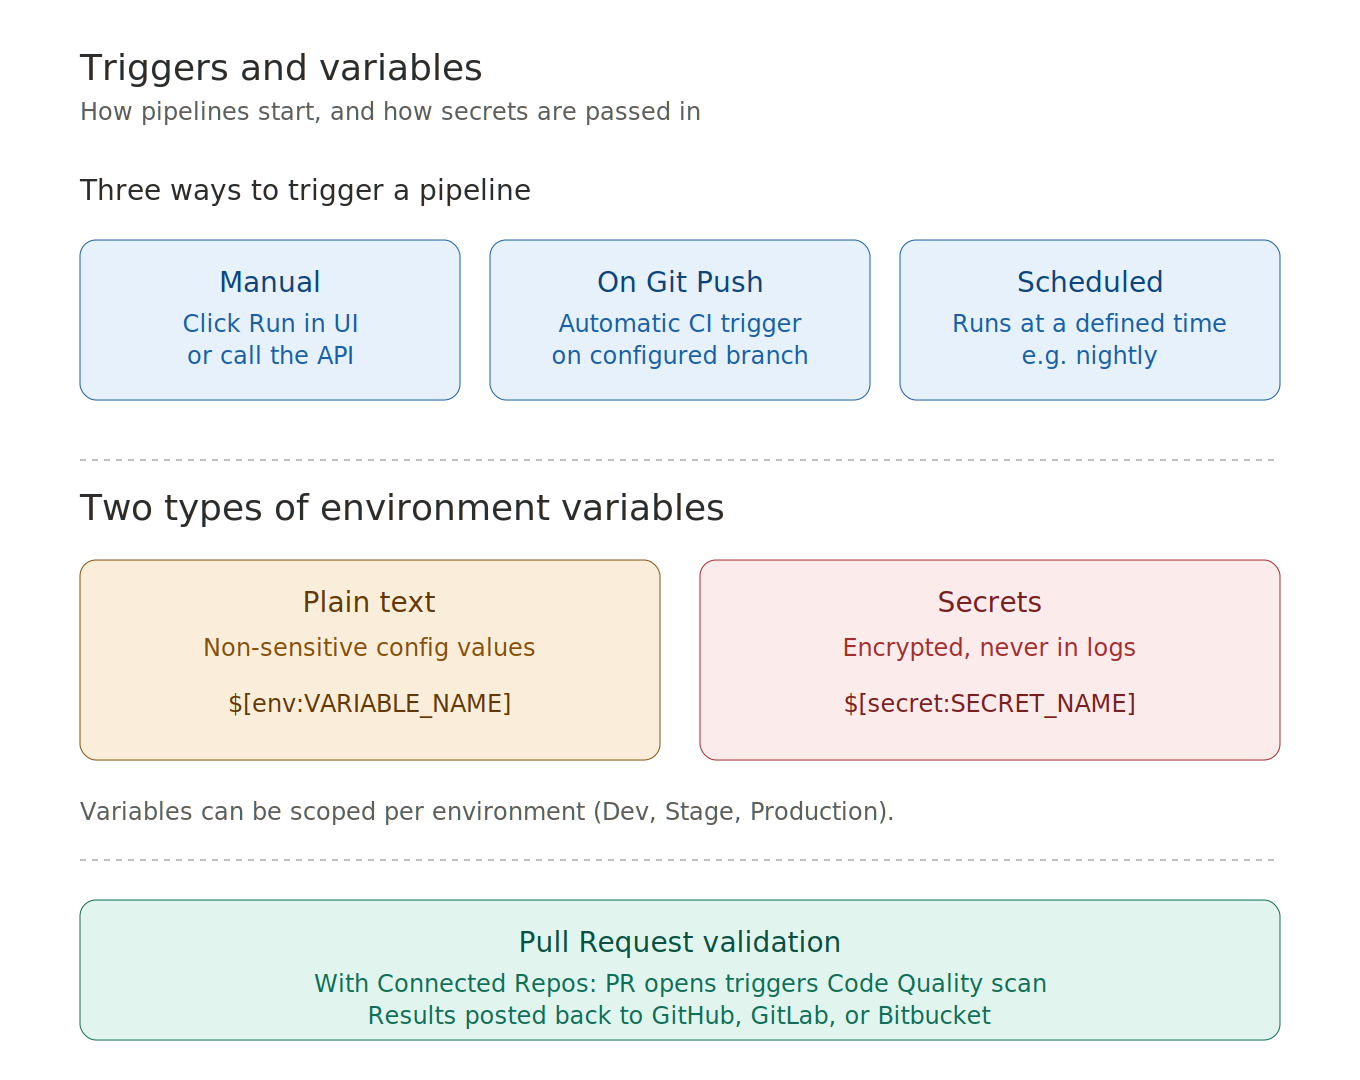 Triggers and variables
How pipelines start, and how secrets are passed in
Three ways to trigger a pipeline
Manual
Click Run in UI
or call the API
On Git Push
Automatic CI trigger
on configured branch
Scheduled
Runs at a defined time
e.g. nightly
Two types of environment variables
Plain text
Non-sensitive config values
$[env:VARIABLE_NAME]
Secrets
Encrypted, never in logs
$[secret:SECRET_NAME]
Variables can be scoped per environment (Dev, Stage, Production).
Pull Request validation
With Connected Repos: PR opens triggers Code Quality scan
Results posted back to GitHub, GitLab, or Bitbucket